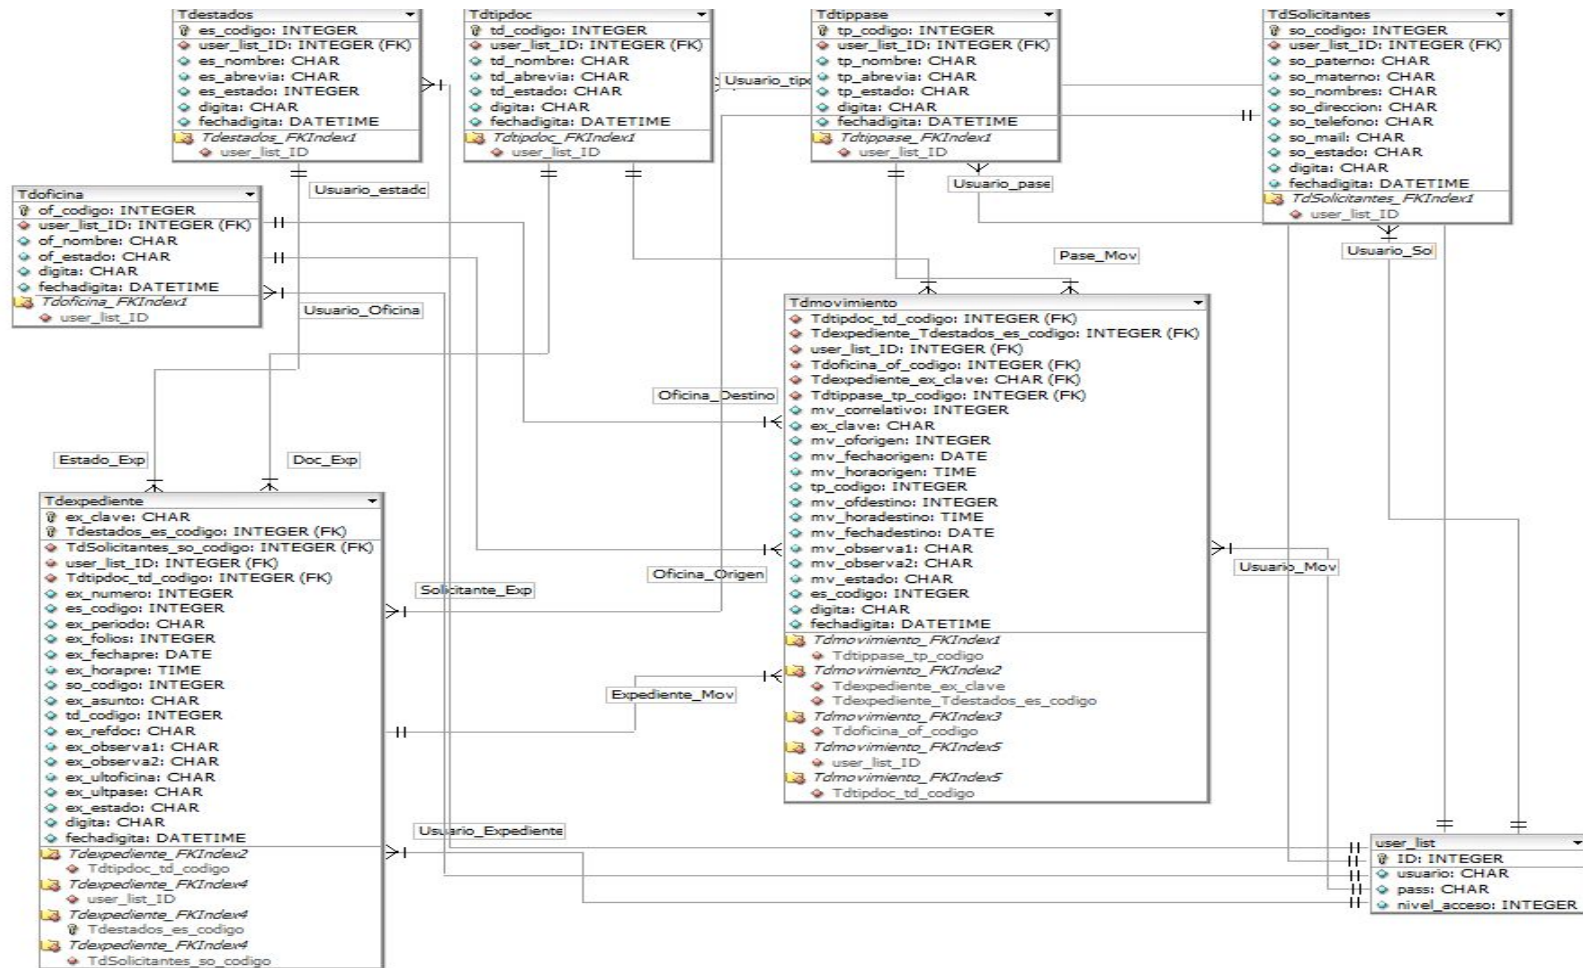 Tdestados
es_codigo: INTEGER
user_list_ID: INTEGER (FK)
es_nombre: CHAR
es_abrevia: CHAR
es_estado: INTEGER
digita: CHAR
fechadigita: DATETIME
Tdestados_FKIndex1
user_list_ID
Tdtipdoc
td_codigo: INTEGER
user_list_ID: INTEGER (FK)
td_nombre: CHAR
td_abrevia: CHAR
td_estado: CHAR
digita: CHAR
fechadigita: DATETIME
Tdtipdoc_FKIndex1
user_list_ID
Usuario_tipo
Tdtippase
tp_codigo: INTEGER
user_list_ID: INTEGER (FK)
tp_nombre: CHAR
tp_abrevia: CHAR
tp_estado: CHAR
digita: CHAR
fechadigita: DATETIME
Tdtippase_FKIndex1
user_list_ID
TdSolicitantes
so_codigo: INTEGER
user_list_ID: INTEGER (FK)
so_paterno: CHAR
so_materno: CHAR
so_nombres: CHAR
so_direccion: CHAR
so_telefono: CHAR
so_mail: CHAR
so_estado: CHAR
digita: CHAR
fechadigita: DATETIME
TdSolicitantes_FKIndex1
user_list_ID
Usuario_estado
Usuario_pase
Tdoficina
of_codigo: INTEGER
user_list_ID: INTEGER (FK)
of_nombre: CHAR
of_estado: CHAR
digita: CHAR
fechadigita: DATETIME
Tdoficina_FKIndex1
user_list_ID
Usuario_Oficina
Pase_Mov
Usuario_Sol
Oficina_Destino
Tdmovimiento
Tdtipdoc_td_codigo: INTEGER (FK)
Tdexpediente_Tdestados_es_codigo: INTEGER (FK)
user_list_ID: INTEGER (FK)
Tdoficina_of_codigo: INTEGER (FK)
Tdexpediente_ex_clave: CHAR (FK)
Tdtippase_tp_codigo: INTEGER (FK)
mv_correlativo: INTEGER
ex_clave: CHAR
mv_oforigen: INTEGER
mv_fechaorigen: DATE
mv_horaorigen: TIME
tp_codigo: INTEGER
mv_ofdestino: INTEGER
mv_horadestino: TIME
mv_fechadestino: DATE
mv_observa1: CHAR
mv_observa2: CHAR
mv_estado: CHAR
es_codigo: INTEGER
digita: CHAR
fechadigita: DATETIME
Tdmovimiento_FKIndex1
Tdtippase_tp_codigo
Tdmovimiento_FKIndex2
Tdexpediente_ex_clave
Tdexpediente_Tdestados_es_codigo
Tdmovimiento_FKIndex3
Tdoficina_of_codigo
Tdmovimiento_FKIndex5
user_list_ID
Tdmovimiento_FKIndex5
Tdtipdoc_td_codigo
Estado_Exp
Doc_Exp
Tdexpediente
ex_clave: CHAR
Tdestados_es_codigo: INTEGER (FK)
TdSolicitantes_so_codigo: INTEGER (FK)
user_list_ID: INTEGER (FK)
Tdtipdoc_td_codigo: INTEGER (FK)
ex_numero: INTEGER
es_codigo: INTEGER
ex_periodo: CHAR
ex_folios: INTEGER
ex_fechapre: DATE
ex_horapre: TIME
so_codigo: INTEGER
ex_asunto: CHAR
td_codigo: INTEGER
ex_refdoc: CHAR
ex_observa1: CHAR
ex_observa2: CHAR
ex_ultoficina: CHAR
ex_ultpase: CHAR
ex_estado: CHAR
digita: CHAR
fechadigita: DATETIME
Tdexpediente_FKIndex2
Tdtipdoc_td_codigo
Tdexpediente_FKIndex4
user_list_ID
Tdexpediente_FKIndex4
Tdestados_es_codigo
Tdexpediente_FKIndex4
TdSolicitantes_so_codigo
Oficina_Origen
Solicitante_Exp
Usuario_Mov
Expediente_Mov
Usuario_Expediente
user_list
ID: INTEGER
usuario: CHAR
pass: CHAR
nivel_acceso: INTEGER